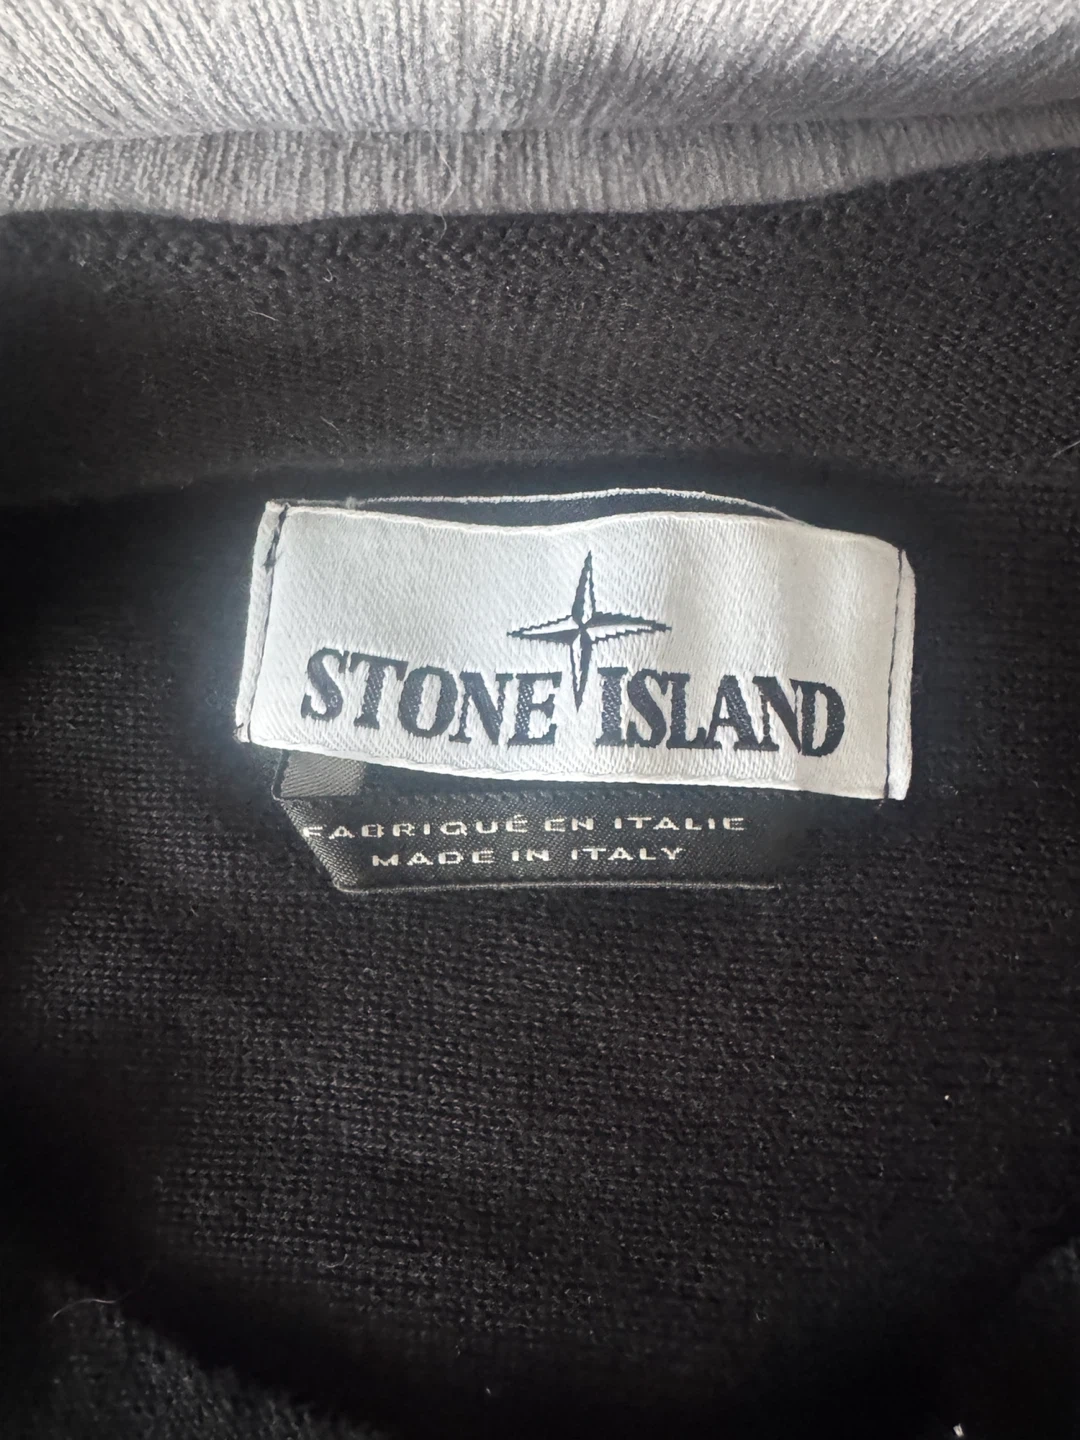 STONE ISLAND
FABRIQUÉ EN ITALIE
MADE IN ITALY